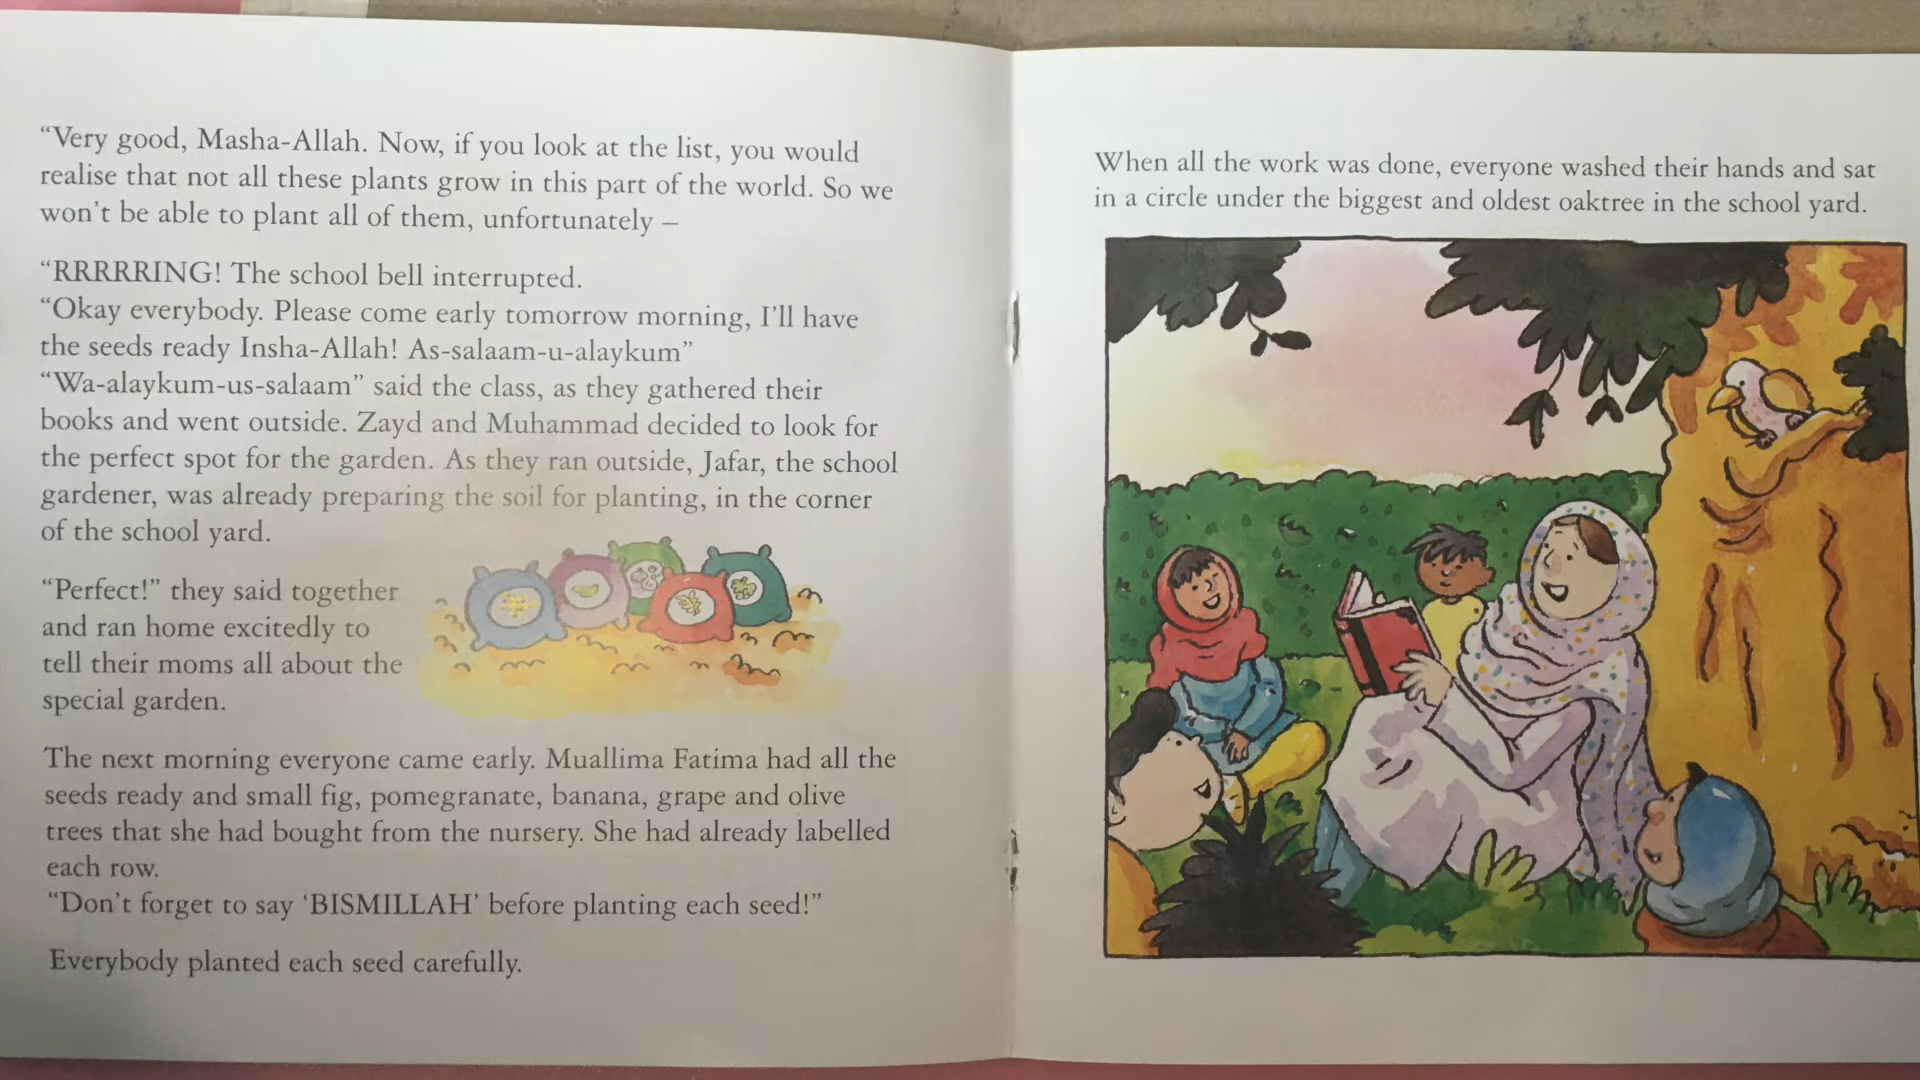 “Very good, Masha-Allah. Now, if you look at the list, you would
realise that not all these plants grow in this part of the world. So we
won’t be able to plant all of them, unfortunately –
“RRRRRING! The school bell interrupted.
“Okay everybody. Please come early tomorrow morning, I’ll have
the seeds ready Insha-Allah! As-salaam-u-alaykum”
“Wa-alaykum-us-salaam” said the class, as they gathered their
books and went outside. Zayd and Muhammad decided to look for
the perfect spot for the garden. As they ran outside, Jafar, the school
gardener, was already preparing the soil for planting, in the corner
of the school yard.
“Perfect!” they said together
and ran home excitedly to
tell their moms all about the
special garden.
The next morning everyone came early. Muallima Fatima had all the
seeds ready and small fig, pomegranate, banana, grape and olive
trees that she had bought from the nursery. She had already labelled
each row.
“Don’t forget to say ‘BISMILLAH’ before planting each seed!”
Everybody planted each seed carefully.
When all the work was done, everyone washed their hands and sat
in a circle under the biggest and oldest oaktree in the school yard.